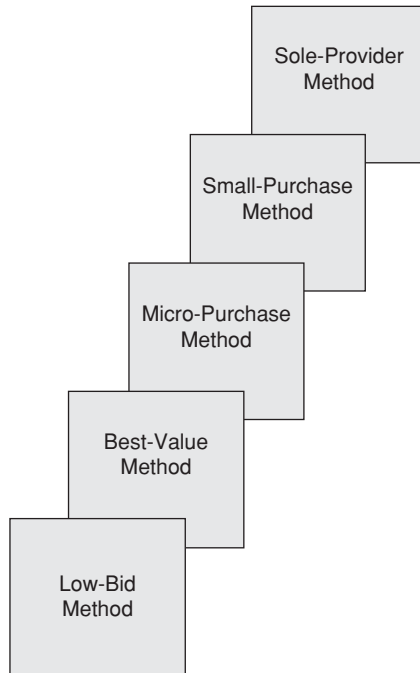 Sole-Provider
Method
Small-Purchase
Method
Micro-Purchase
Method
Best-Value
Method
Low-Bid
Method